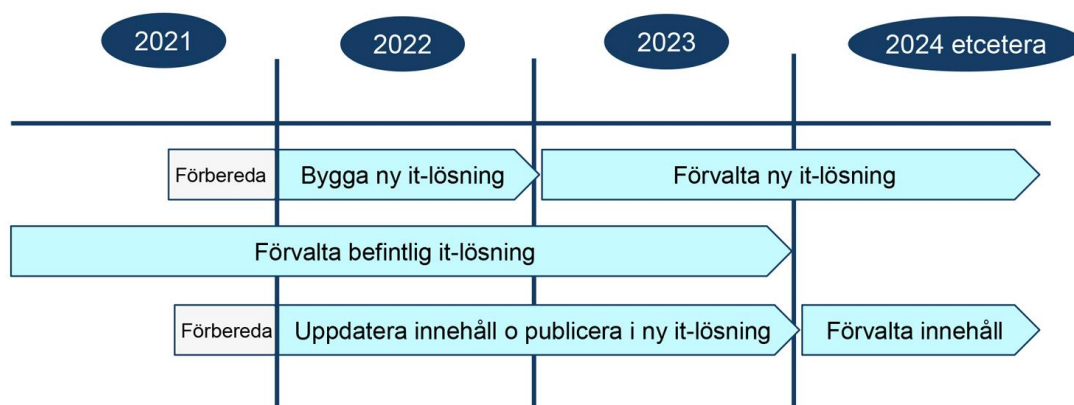 2021
2022
2023
2024 etcetera
Förbereda
Bygga ny it-lösning
Förvalta ny it-lösning
Förvalta befintlig it-lösning
Förbereda
Uppdatera innehåll o publicera i ny it-lösning
Förvalta innehåll